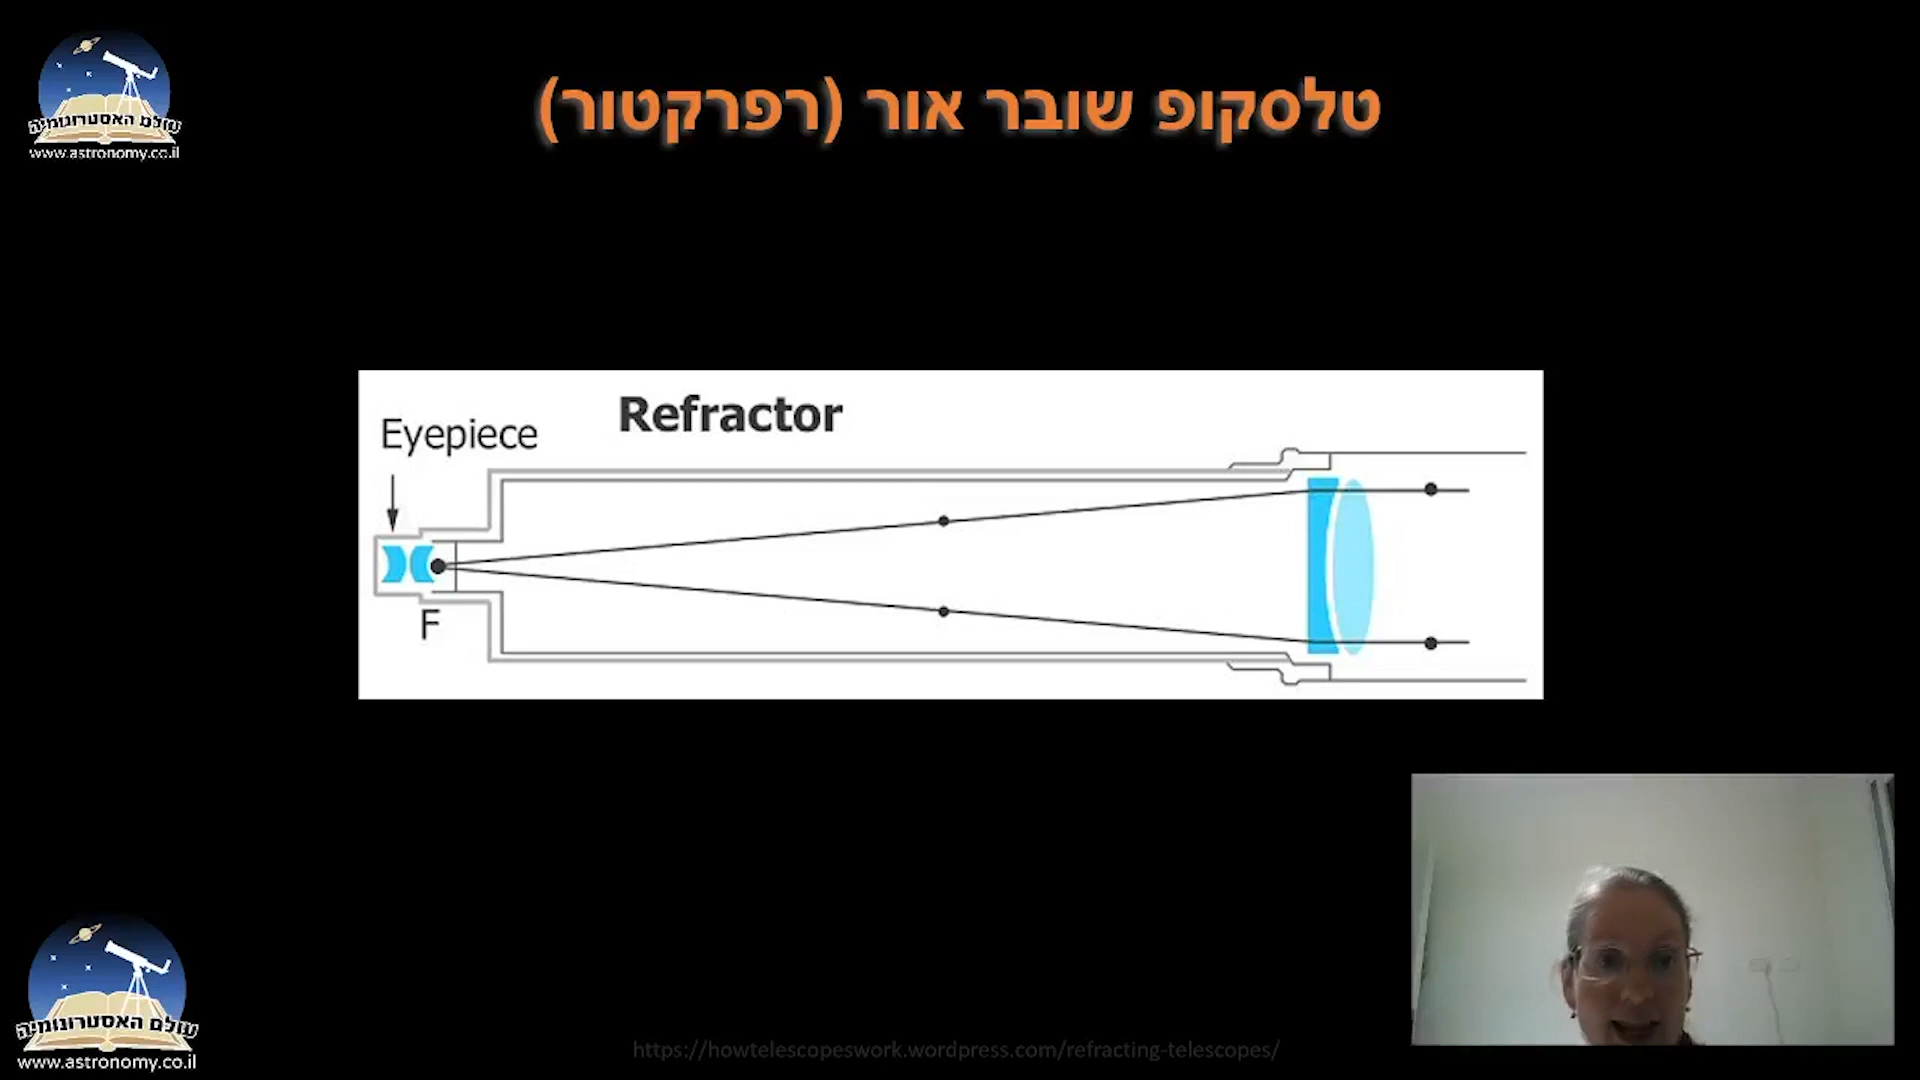 עולם האסטרונומיה
www.astronomy.co.il
טלסקופ שובר אור (רפרקטור)
Refractor
Eyepiece
F
עולם האסטרונומיה
www.astronomy.co.il
https://howtelescopeswork.wordpress.com/refracting-telescopes/